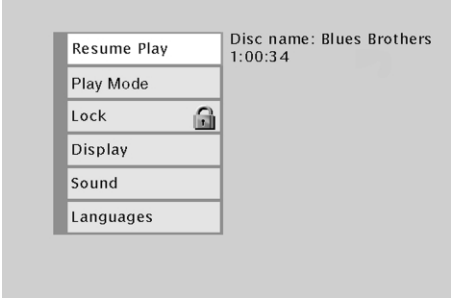 Resume Play
Disc name: Blues Brothers
1:00:34
Play Mode
Lock
Display
Sound
Languages